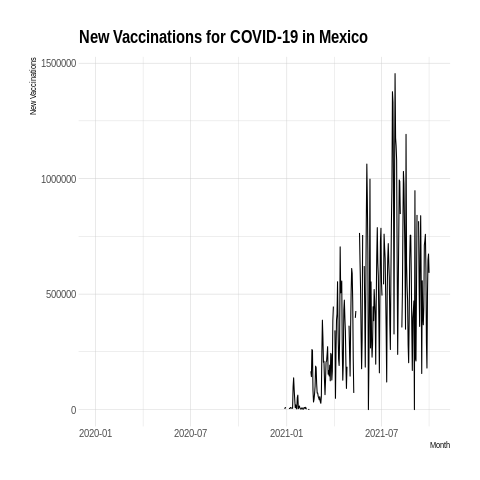 New Vaccinations for COVID-19 in Mexico
New Vaccinations
1500000
1000000
500000
0
2020-01 2020-07 2021-01 2021-07
Month